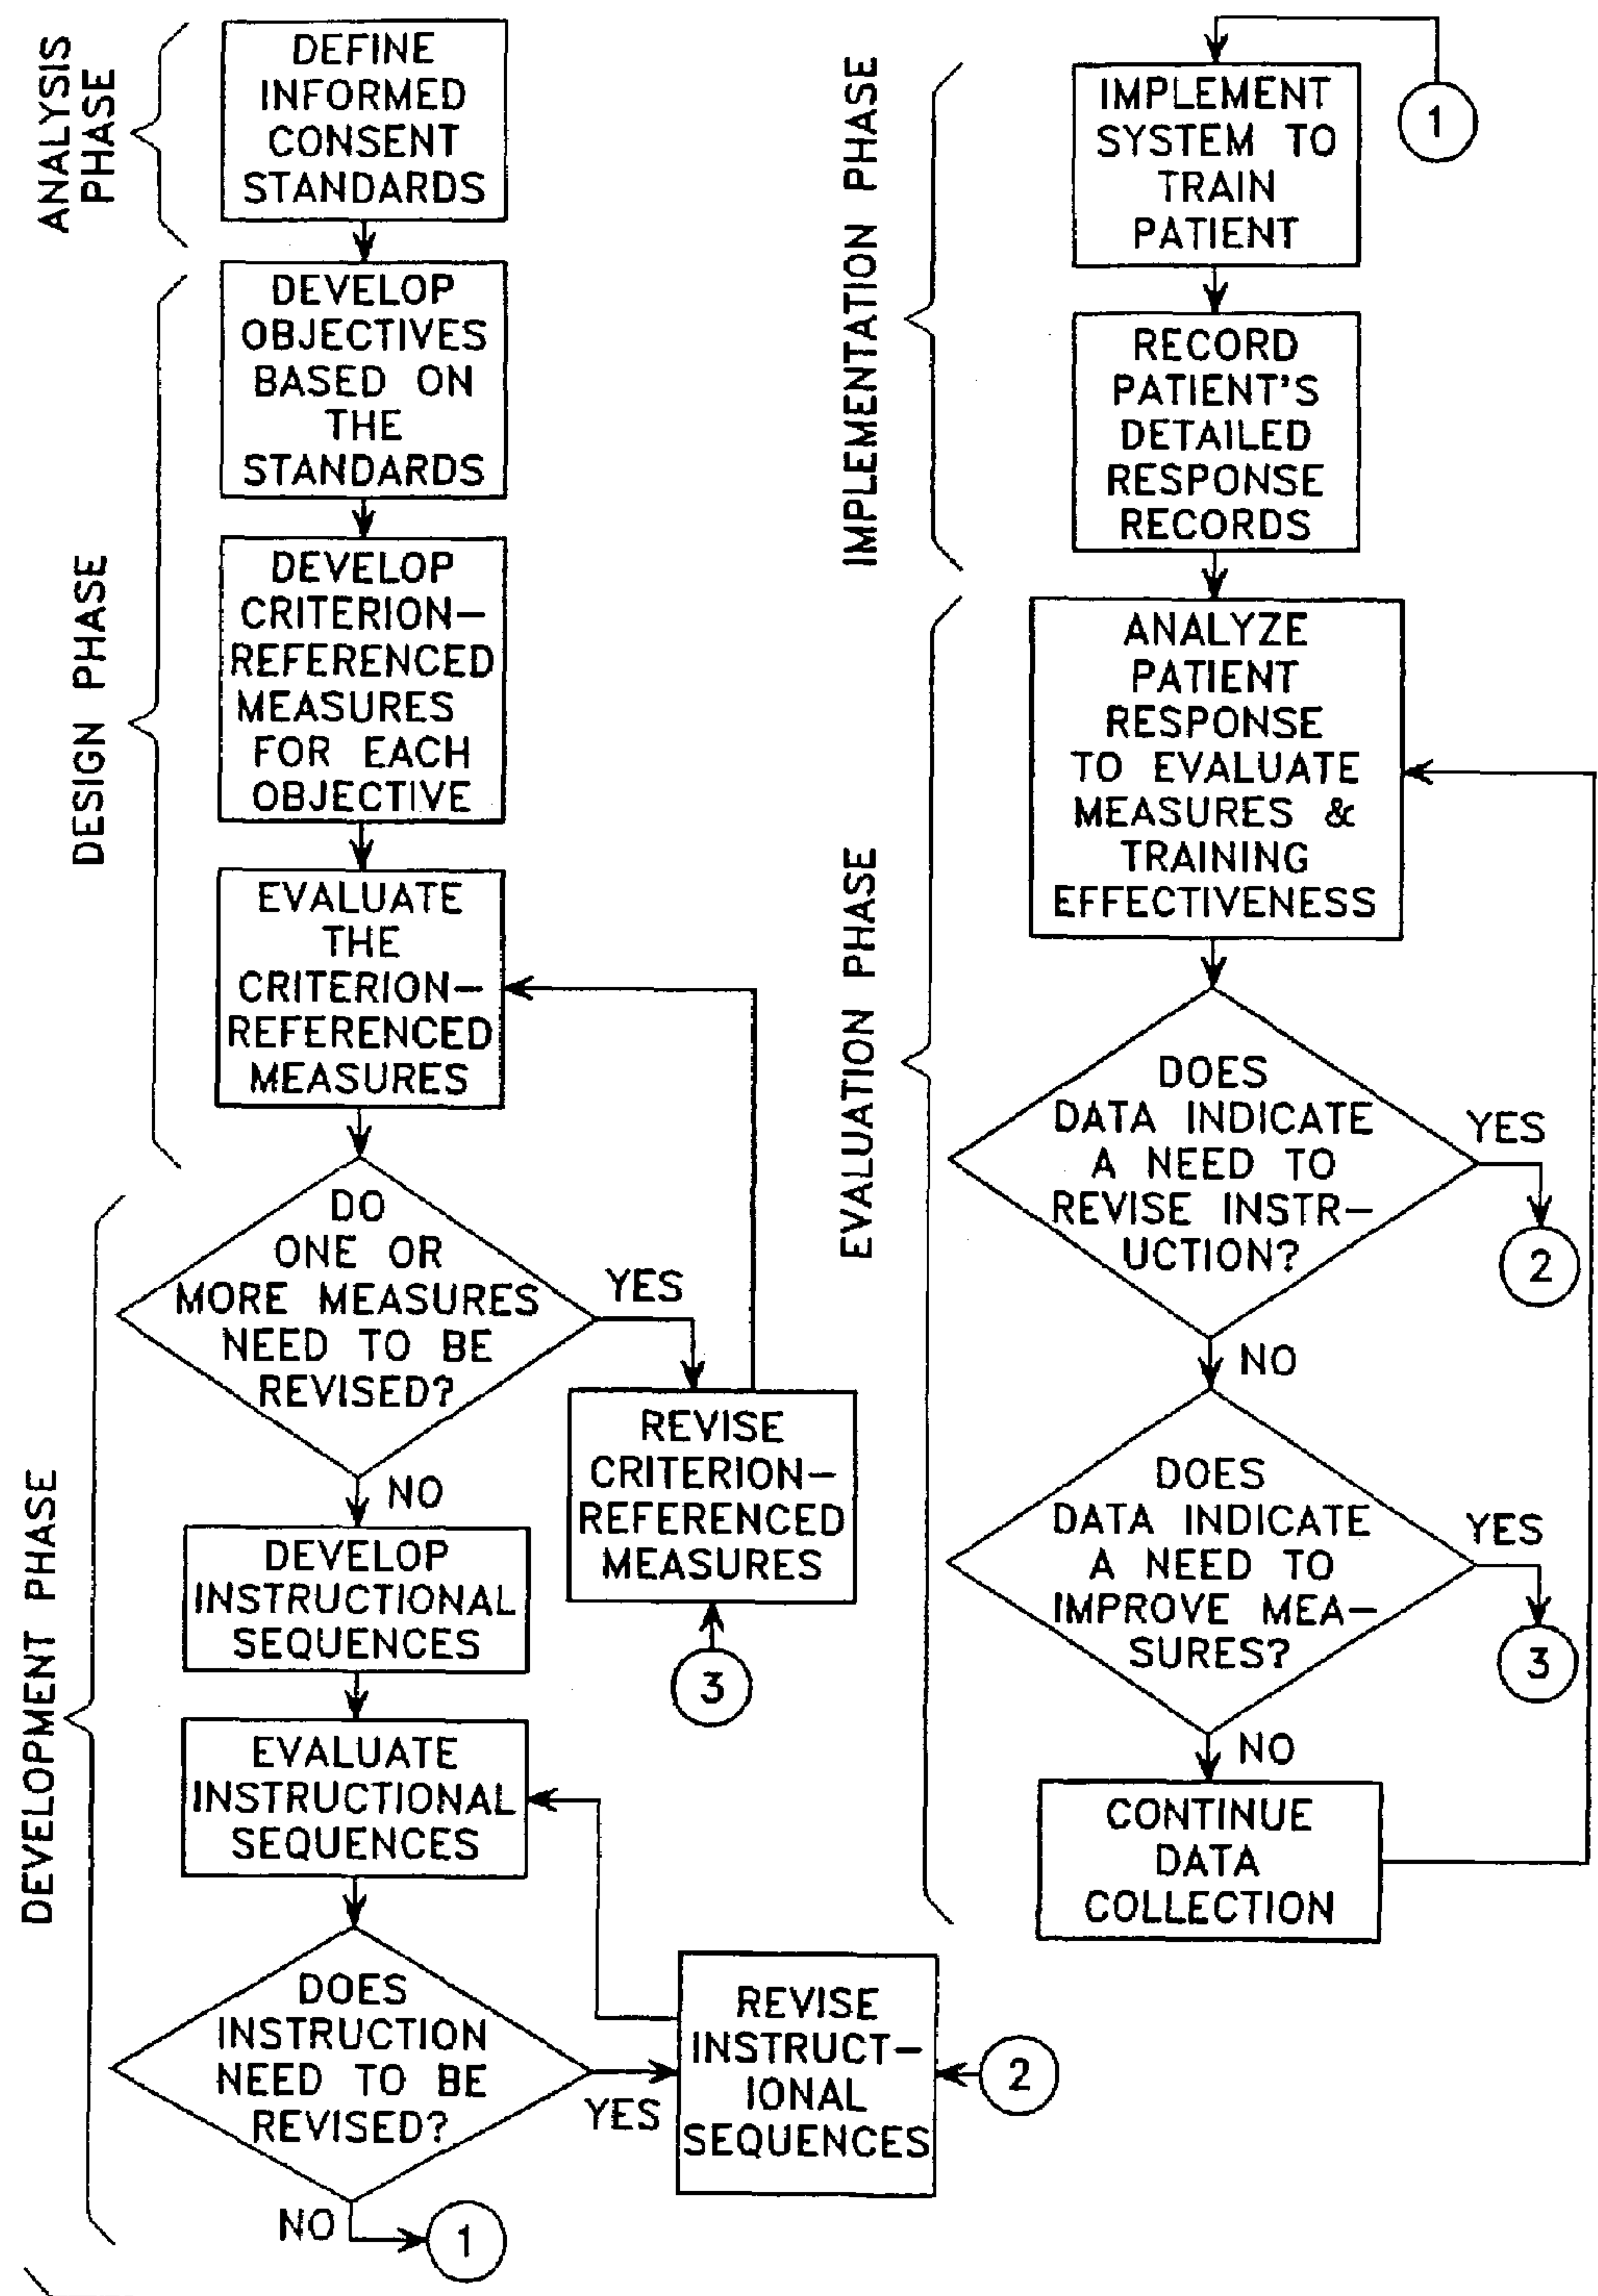 ANALYSIS
PHASE
DEFINE
INFORMED
CONSENT
STANDARDS
DESIGN PHASE
DEVELOP
OBJECTIVES
BASED ON
THE
STANDARDS
DEVELOP
CRITERION–
REFERENCED
MEASURES
FOR EACH
OBJECTIVE
EVALUATE
THE
CRITERION–
REFERENCED
MEASURES
DEVELOPMENT PHASE
DO
ONE OR
MORE MEASURES
NEED TO BE
REVISED?
YES
NO
REVISE
CRITERION–
REFERENCED
MEASURES
3
DEVELOP
INSTRUCTIONAL
SEQUENCES
EVALUATE
INSTRUCTIONAL
SEQUENCES
DOES
INSTRUCTION
NEED TO BE
REVISED?
YES
REVISE
INSTRUCT–
IONAL
SEQUENCES
2
NO
1
IMPLEMENTATION PHASE
1
IMPLEMENT
SYSTEM TO
TRAIN
PATIENT
RECORD
PATIENT'S
DETAILED
RESPONSE
RECORDS
EVALUATION PHASE
ANALYZE
PATIENT
RESPONSE
TO EVALUATE
MEASURES &
TRAINING
EFFECTIVENESS
DOES
DATA INDICATE
A NEED TO
REVISE INSTR–
UCTION?
YES
2
NO
DOES
DATA INDICATE
A NEED TO
IMPROVE MEA–
SURES?
YES
3
NO
CONTINUE
DATA
COLLECTION